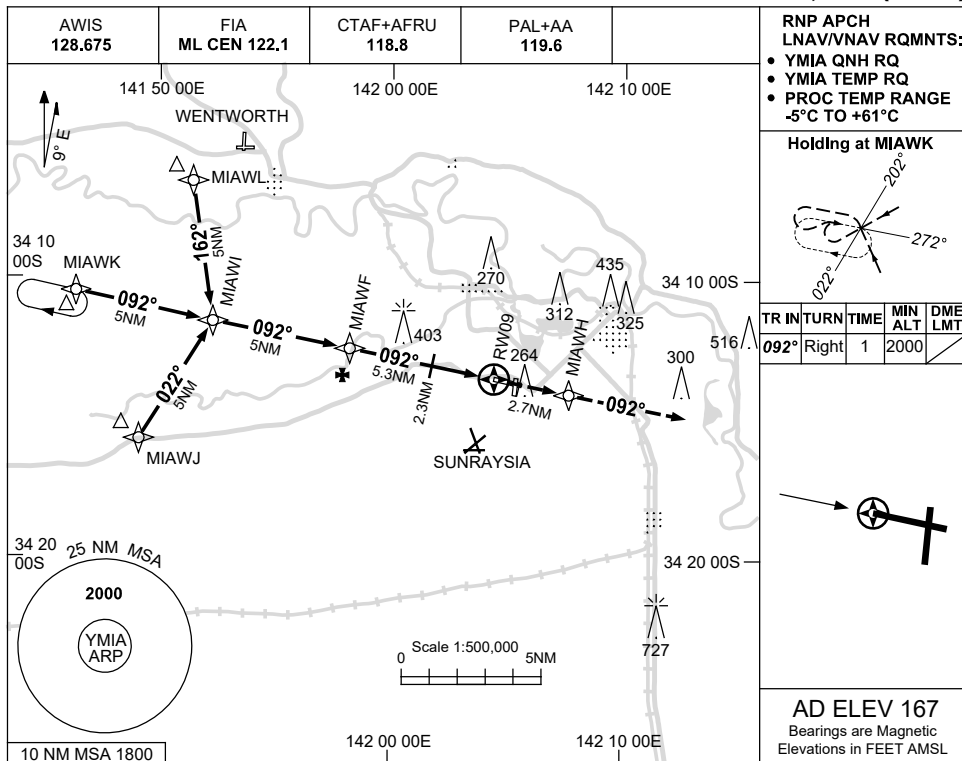 AWIS
128.675
FIA
ML CEN 122.1
CTAF+AFRU
118.8
PAL+AA
119.6
RNP APCH
LNAV/VNAV RQMNTS:
• YMIA QNH RQ
• YMIA TEMP RQ
• PROC TEMP RANGE
-5°C TO +61°C
141 50 00E
142 00 00E
142 10 00E
9° E
WENTWORTH
MIAWL
162°
5NM
34 10
00S
MIAWK
092°
5NM
MIAWI
092°
5NM
MIAWF
403
092°
5.3NM
2.3NM
270
312
435
325
34 10 00S
516
300
RW09
264
2.7NM
MIAWH
092°
022°
5NM
MIAWJ
SUNRAYSIA
Holding at MIAWK
202°
272°
022°
TR IN TURN TIME MIN ALT DME LMT
092° Right 1 2000
34 20
00S
25 NM MSA
2000
YMIA
ARP
10 NM MSA 1800
Scale 1:500,000
0 5NM
34 20 00S
727
142 00 00E
142 10 00E
AD ELEV 167
Bearings are Magnetic
Elevations in FEET AMSL